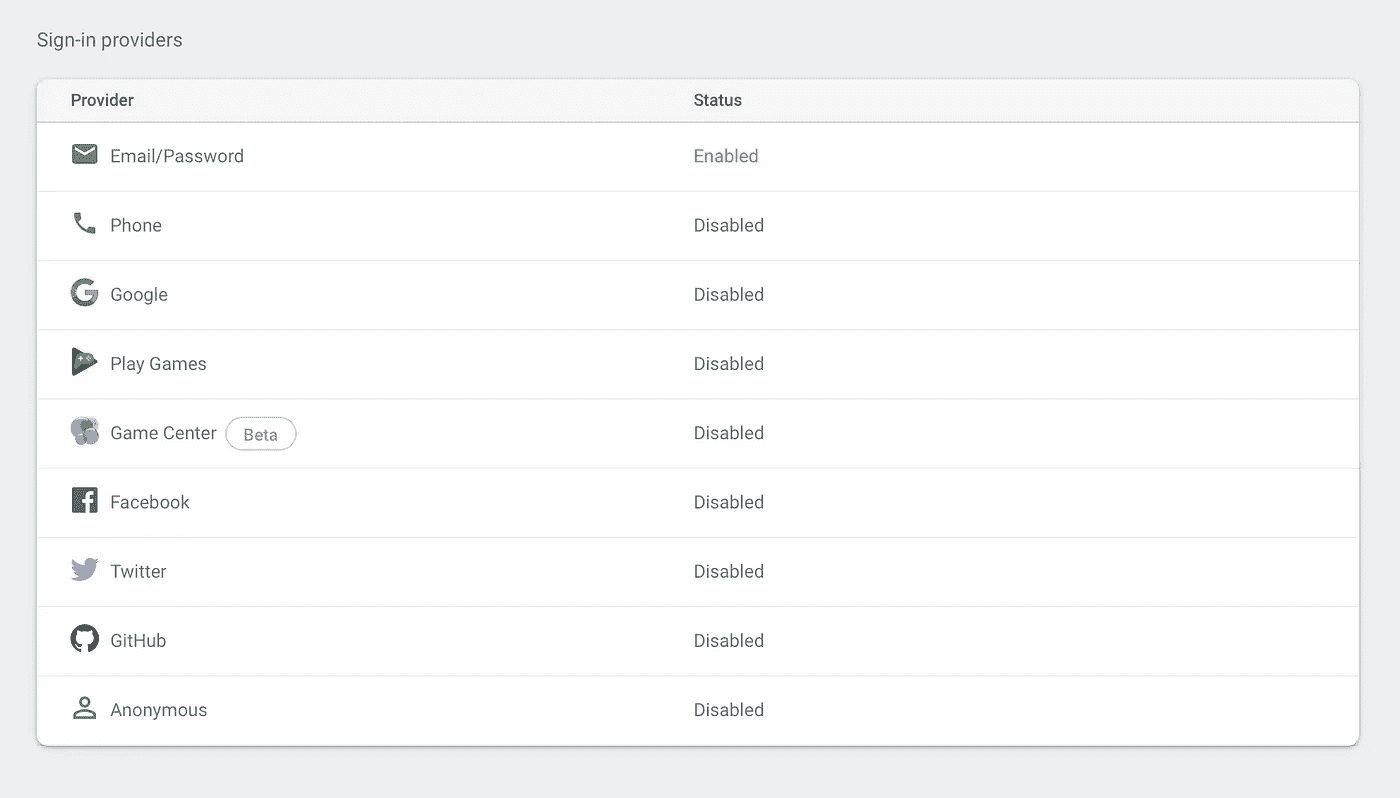 Sign-in providers
Provider Status
Email/Password Enabled
Phone Disabled
Google Disabled
Play Games Disabled
Game Center Beta Disabled
Facebook Disabled
Twitter Disabled
GitHub Disabled
Anonymous Disabled